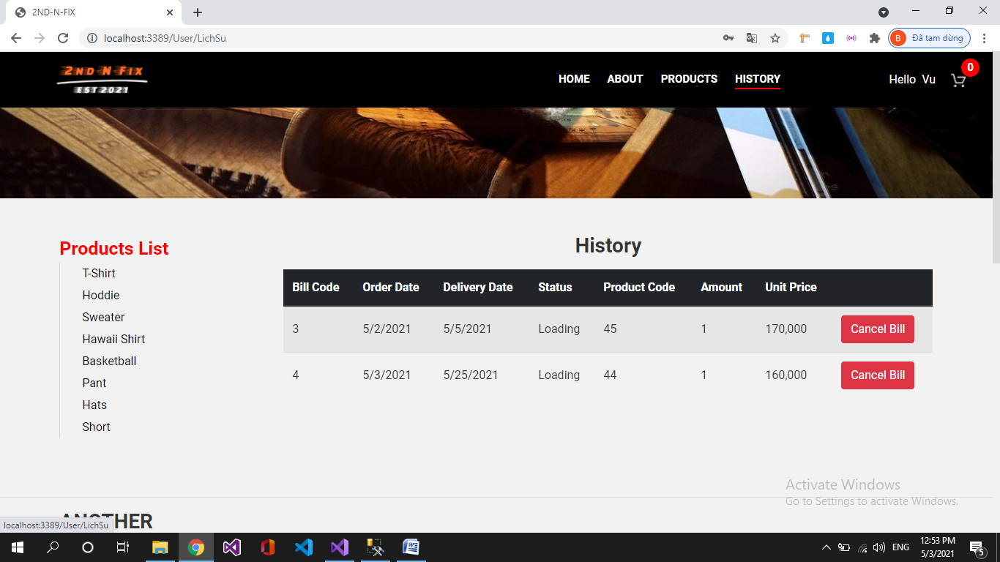 2ND-N-FIX
localhost:3389/User/LichSu
B Đã tạm dừng
2ND N FIX
EST 2021
HOME ABOUT PRODUCTS HISTORY Hello Vu 0
Products List
T-Shirt
Hoddie
Sweater
Hawaii Shirt
Basketball
Pant
Hats
Short
History
Bill Code Order Date Delivery Date Status Product Code Amount Unit Price
3 5/2/2021 5/5/2021 Loading 45 1 170,000 Cancel Bill
4 5/3/2021 5/25/2021 Loading 44 1 160,000 Cancel Bill
Activate Windows
Go to Settings to activate Windows.
ANOTHER
localhost:3389/User/LichSu
ENG
12:53 PM
5/3/2021
5